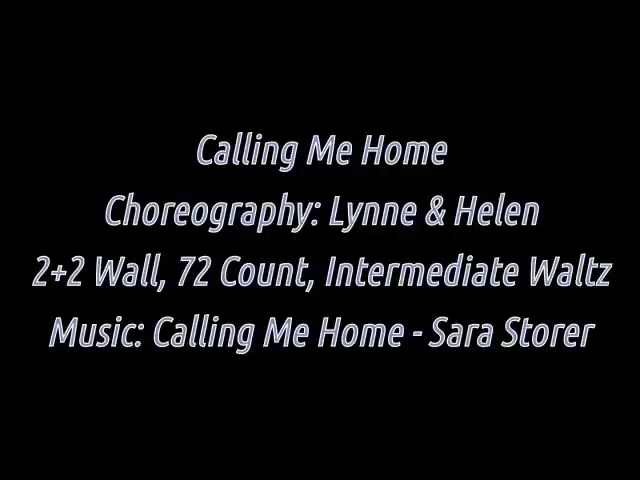 Calling Me Home
Choreography: Lynne & Helen
2+2 Wall, 72 Count, Intermediate Waltz
Music: Calling Me Home - Sara Storer